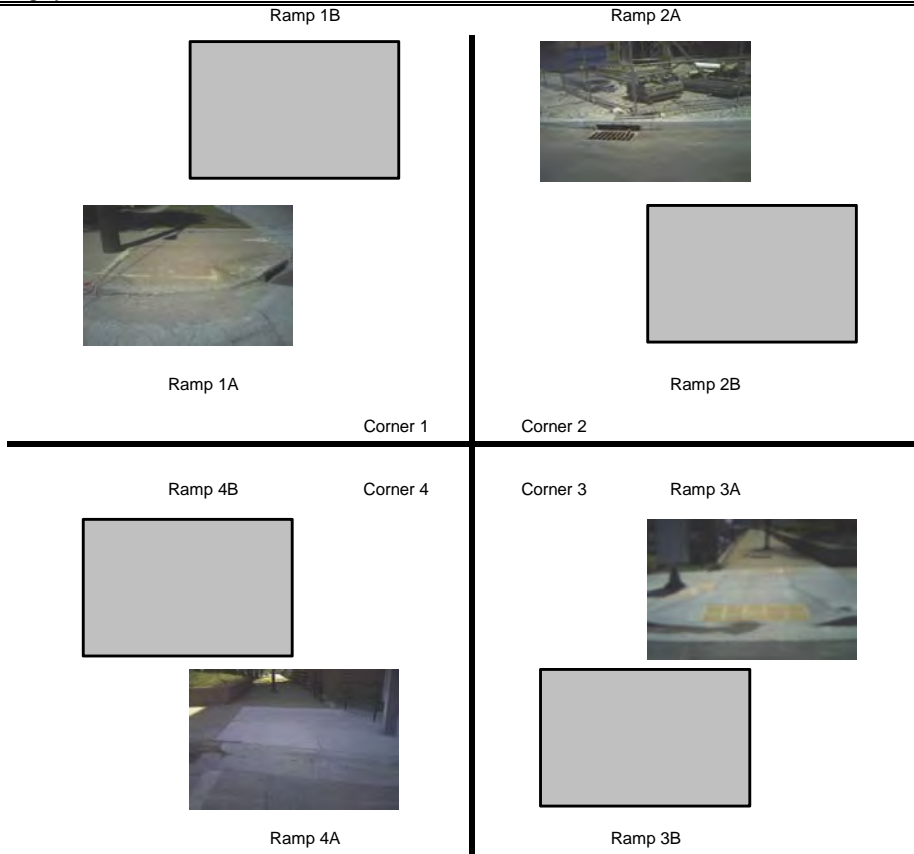 Ramp 1B
Ramp 2A
Ramp 1A
Ramp 2B
Corner 1
Corner 2
Ramp 4B
Corner 4
Corner 3
Ramp 3A
Ramp 4A
Ramp 3B